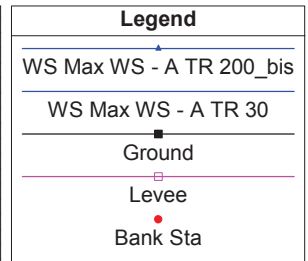 Legend
WS Max WS - A TR 200_bis
WS Max WS - A TR 30
Ground
Levee
Bank Sta